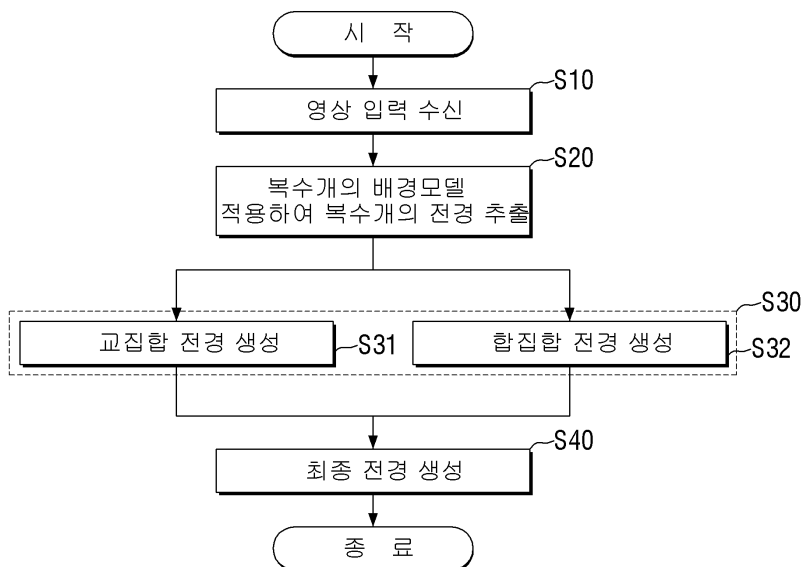 시 작
S10
영상 입력 수신
S20
복수개의 배경모델
적용하여 복수개의 전경 추출
S30
교집합 전경 생성
S31
합집합 전경 생성
S32
S40
최종 전경 생성
종 료